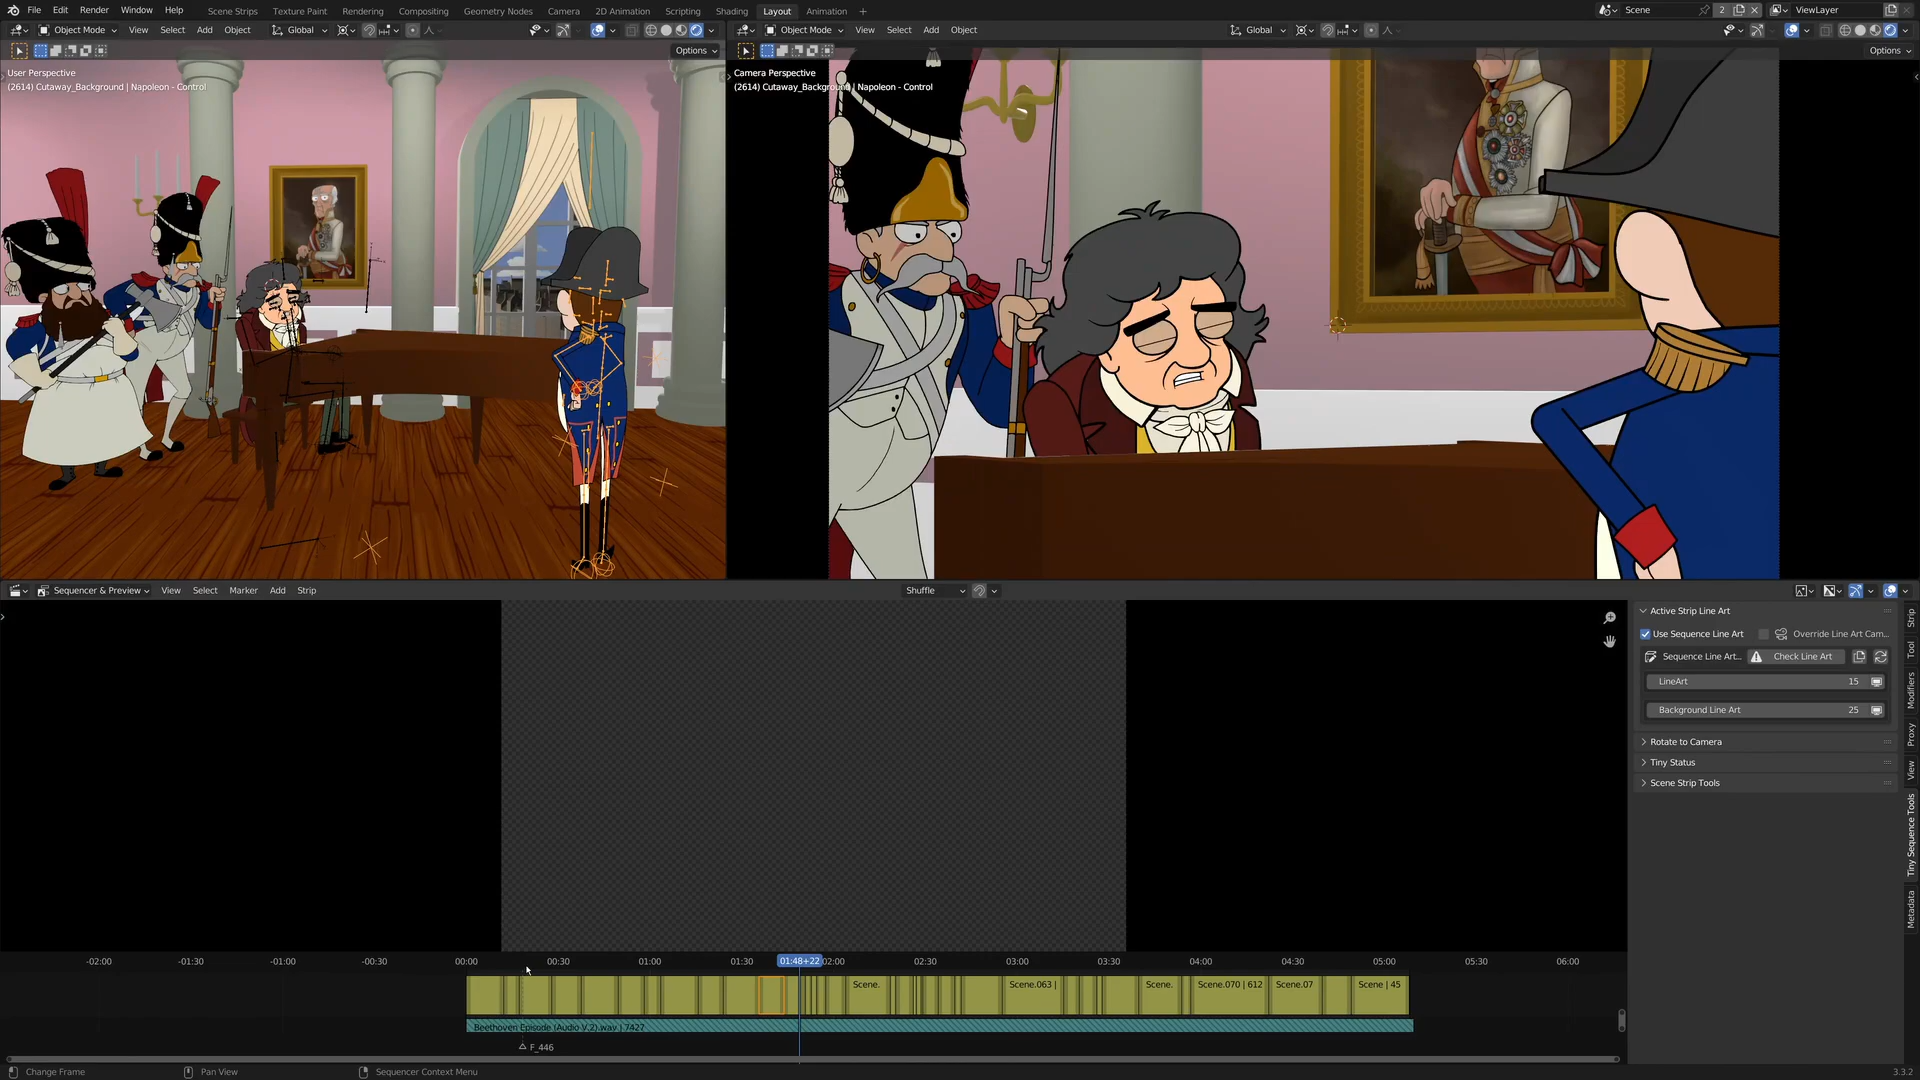 File Edit Render Window Help Scene Strips Texture Paint Rendering Compositing Geometry Nodes Camera 2D Animation Scripting Shading Layout Animation + Scene 2 ViewLayer
Object Mode View Select Add Object Global
Object Mode View Select Add Object Global
Options
Options
User Perspective
(2614) Cutaway_Background | Napoleon - Control
Camera Perspective
(2614) Cutaway_Background | Napoleon - Control
Sequencer & Preview View Select Marker Add Strip Shuffle
Active Strip Line Art
Use Sequence Line Art Override Line Art Cam...
Sequence Line Art... Check Line Art
LineArt 15
Background Line Art 25
Rotate to Camera
Tiny Status
Scene Strip Tools
Strip
Tool
Modifiers
Proxy
View
Tiny Sequence Tools
Metadata
-02:00 -01:30 -01:00 -00:30 00:00 00:30 01:00 01:30 01:48+22 02:00 02:30 03:00 03:30 04:00 04:30 05:00 05:30 06:00
Scene. Scene.063 | Scene. Scene.070 | 612 Scene.07 Scene | 45
Beethoven Episode (Audio V.2).wav | 7427
F_446
Change Frame Pan View Sequencer Context Menu 3.3.2